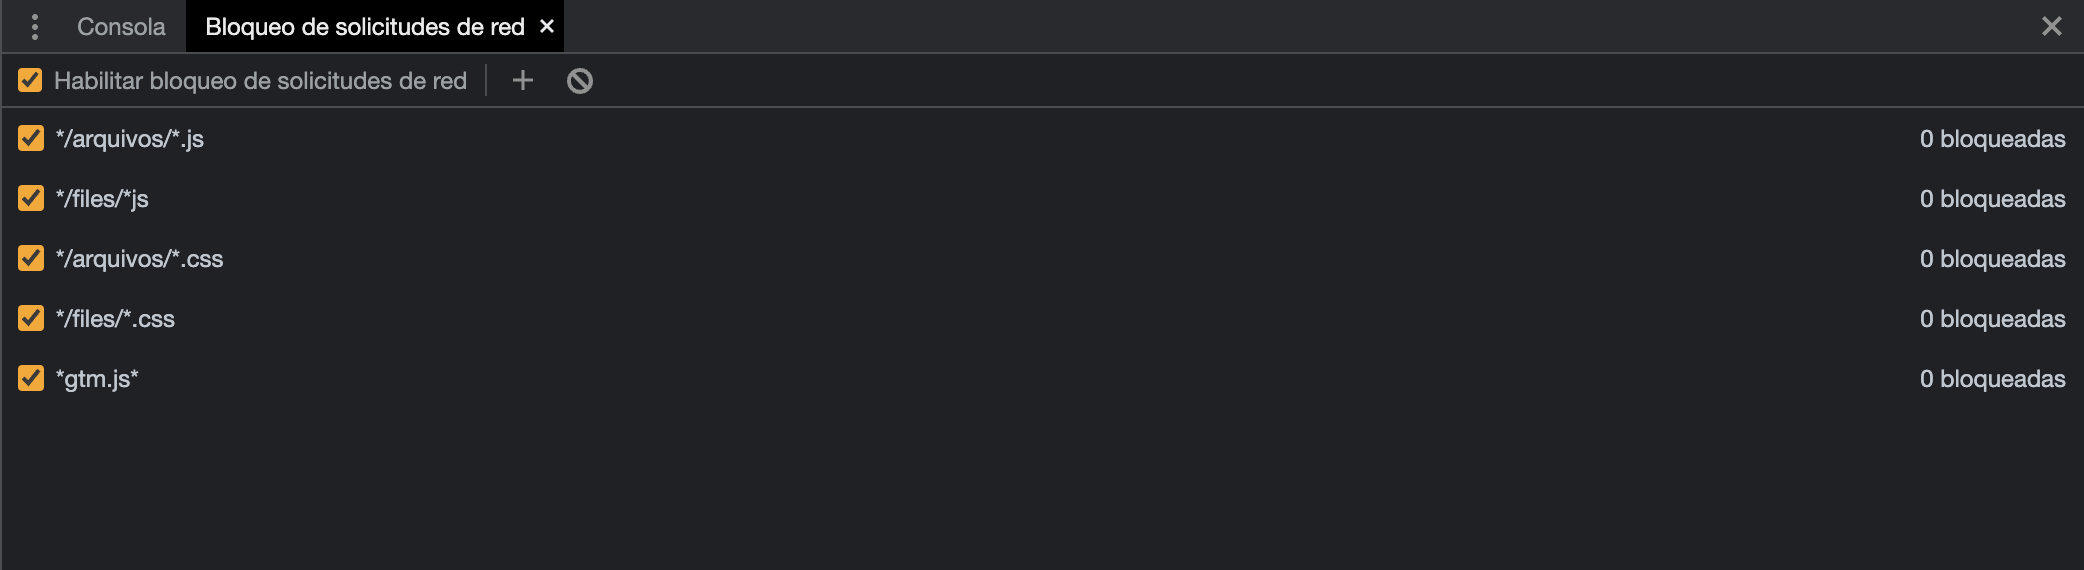 Consola Bloqueo de solicitudes de red
Habilitar bloqueo de solicitudes de red
*/arquivos/*.js 0 bloqueadas
*/files/*js 0 bloqueadas
*/arquivos/*.css 0 bloqueadas
*/files/*.css 0 bloqueadas
*gtm.js* 0 bloqueadas